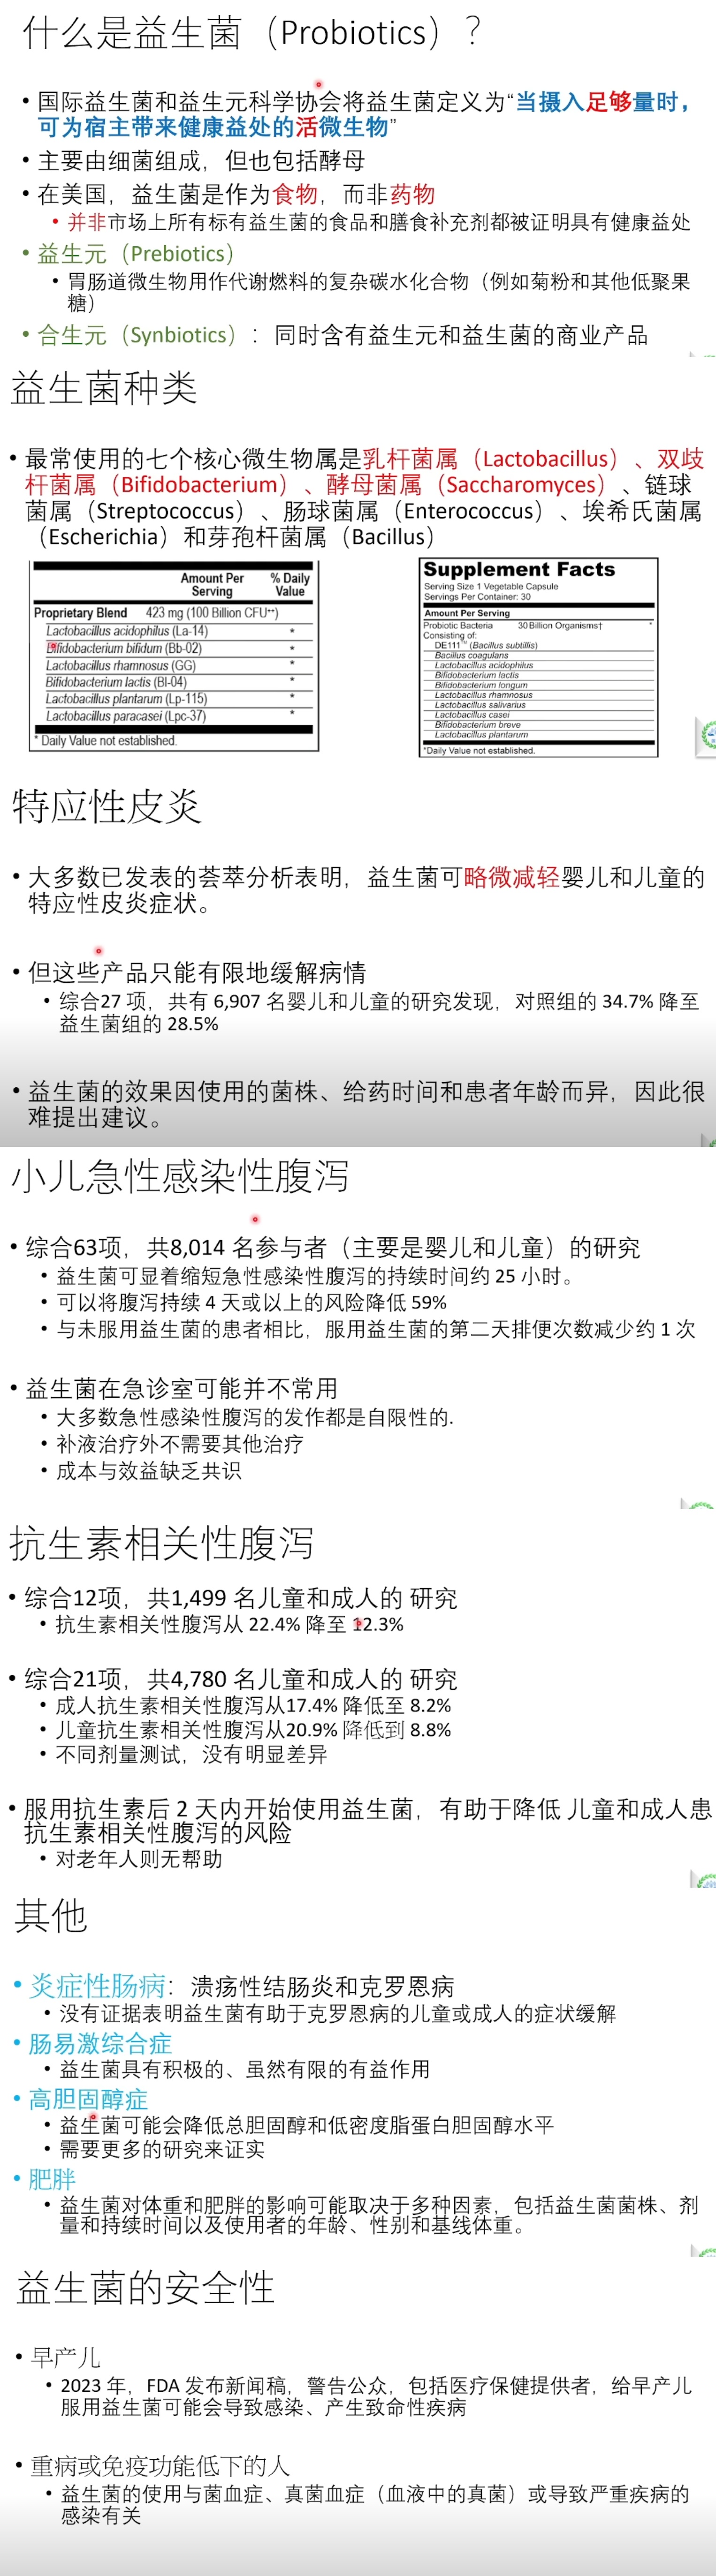 什么是益生菌（Probiotics）？
• 国际益生菌和益生元科学协会将益生菌定义为“当摄入足够量时，
可为宿主带来健康益处的活微生物”
• 主要由细菌组成，但也包括酵母
• 在美国，益生菌是作为食物，而非药物
• 并非市场上所有标有益生菌的食品和膳食补充剂都被证明具有健康益处
• 益生元（Prebiotics）
• 胃肠道微生物用作代谢燃料的复杂碳水化合物（例如菊粉和其他低聚果
糖）
• 合生元（Synbiotics）：同时含有益生元和益生菌的商业产品
益生菌种类
• 最常使用的七个核心微生物属是乳杆菌属（Lactobacillus）、双歧
杆菌属（Bifidobacterium）、酵母菌属（Saccharomyces）、链球
菌属（Streptococcus）、肠球菌属（Enterococcus）、埃希氏菌属
（Escherichia）和芽孢杆菌属（Bacillus）
Amount Per Serving % Daily Value
Proprietary Blend 423 mg (100 Billion CFU**)
Lactobacillus acidophilus (La-14) *
Bifidobacterium bifidum (Bb-02) *
Lactobacillus rhamnosus (GG) *
Bifidobacterium lactis (Bl-04) *
Lactobacillus plantarum (Lp-115) *
Lactobacillus paracasei (Lpc-37) *
* Daily Value not established.
Supplement Facts
Serving Size 1 Vegetable Capsule
Servings Per Container: 30
Amount Per Serving
Probiotic Bacteria 30 Billion Organisms† *
Consisting of:
DE111™ (Bacillus subtillis)
Bacillus coagulans
Lactobacillus acidophilus
Bifidobacterium lactis
Bifidobacterium longum
Lactobacillus rhamnosus
Lactobacillus salivarius
Lactobacillus casei
Bifidobacterium breve
Lactobacillus plantarum
*Daily Value not established.
特应性皮炎
• 大多数已发表的荟萃分析表明，益生菌可略微减轻婴儿和儿童的
特应性皮炎症状。
• 但这些产品只能有限地缓解病情
• 综合27 项，共有 6,907 名婴儿和儿童的研究发现，对照组的 34.7% 降至
益生菌组的 28.5%
• 益生菌的效果因使用的菌株、给药时间和患者年龄而异，因此很
难提出建议。
小儿急性感染性腹泻
• 综合63项，共8,014 名参与者（主要是婴儿和儿童）的研究
• 益生菌可显着缩短急性感染性腹泻的持续时间约 25 小时。
• 可以将腹泻持续 4 天或以上的风险降低 59%
• 与未服用益生菌的患者相比，服用益生菌的第二天排便次数减少约 1 次
• 益生菌在急诊室可能并不常用
• 大多数急性感染性腹泻的发作都是自限性的.
• 补液治疗外不需要其他治疗
• 成本与效益缺乏共识
抗生素相关性腹泻
• 综合12项，共1,499 名儿童和成人的 研究
• 抗生素相关性腹泻从 22.4% 降至 12.3%
• 综合21项，共4,780 名儿童和成人的 研究
• 成人抗生素相关性腹泻从17.4% 降低至 8.2%
• 儿童抗生素相关性腹泻从20.9% 降低到 8.8%
• 不同剂量测试，没有明显差异
• 服用抗生素后 2 天内开始使用益生菌，有助于降低 儿童和成人患
抗生素相关性腹泻的风险
• 对老年人则无帮助
其他
• 炎症性肠病：溃疡性结肠炎和克罗恩病
• 没有证据表明益生菌有助于克罗恩病的儿童或成人的症状缓解
• 肠易激综合症
• 益生菌具有积极的、虽然有限的有益作用
• 高胆固醇症
• 益生菌可能会降低总胆固醇和低密度脂蛋白胆固醇水平
• 需要更多的研究来证实
• 肥胖
• 益生菌对体重和肥胖的影响可能取决于多种因素，包括益生菌菌株、剂
量和持续时间以及使用者的年龄、性别和基线体重。
益生菌的安全性
• 早产儿
• 2023 年，FDA 发布新闻稿，警告公众，包括医疗保健提供者，给早产儿
服用益生菌可能会导致感染、产生致命性疾病
• 重病或免疫功能低下的人
• 益生菌的使用与菌血症、真菌血症（血液中的真菌）或导致严重疾病的
感染有关